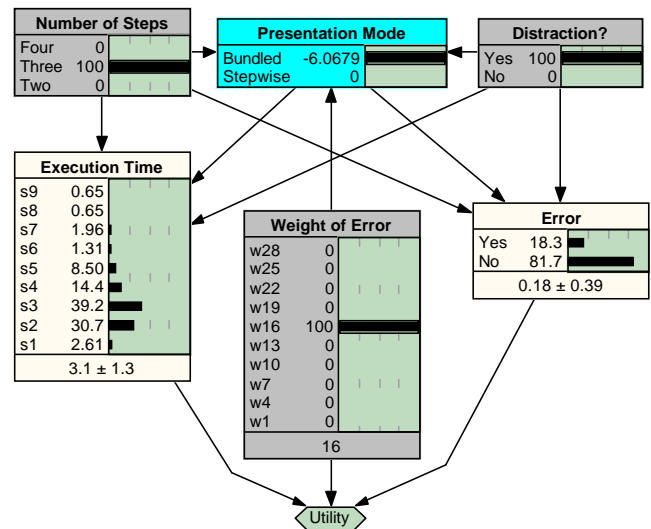 Number of Steps
Four 0
Three 100
Two 0
Presentation Mode
Bundled -6.0679
Stepwise 0
Distraction?
Yes 100
No 0
Execution Time
s9 0.65
s8 0.65
s7 1.96
s6 1.31
s5 8.50
s4 14.4
s3 39.2
s2 30.7
s1 2.61
3.1 ± 1.3
Weight of Error
w28 0
w25 0
w22 0
w19 0
w16 100
w13 0
w10 0
w7 0
w4 0
w1 0
16
Error
Yes 18.3
No 81.7
0.18 ± 0.39
Utility